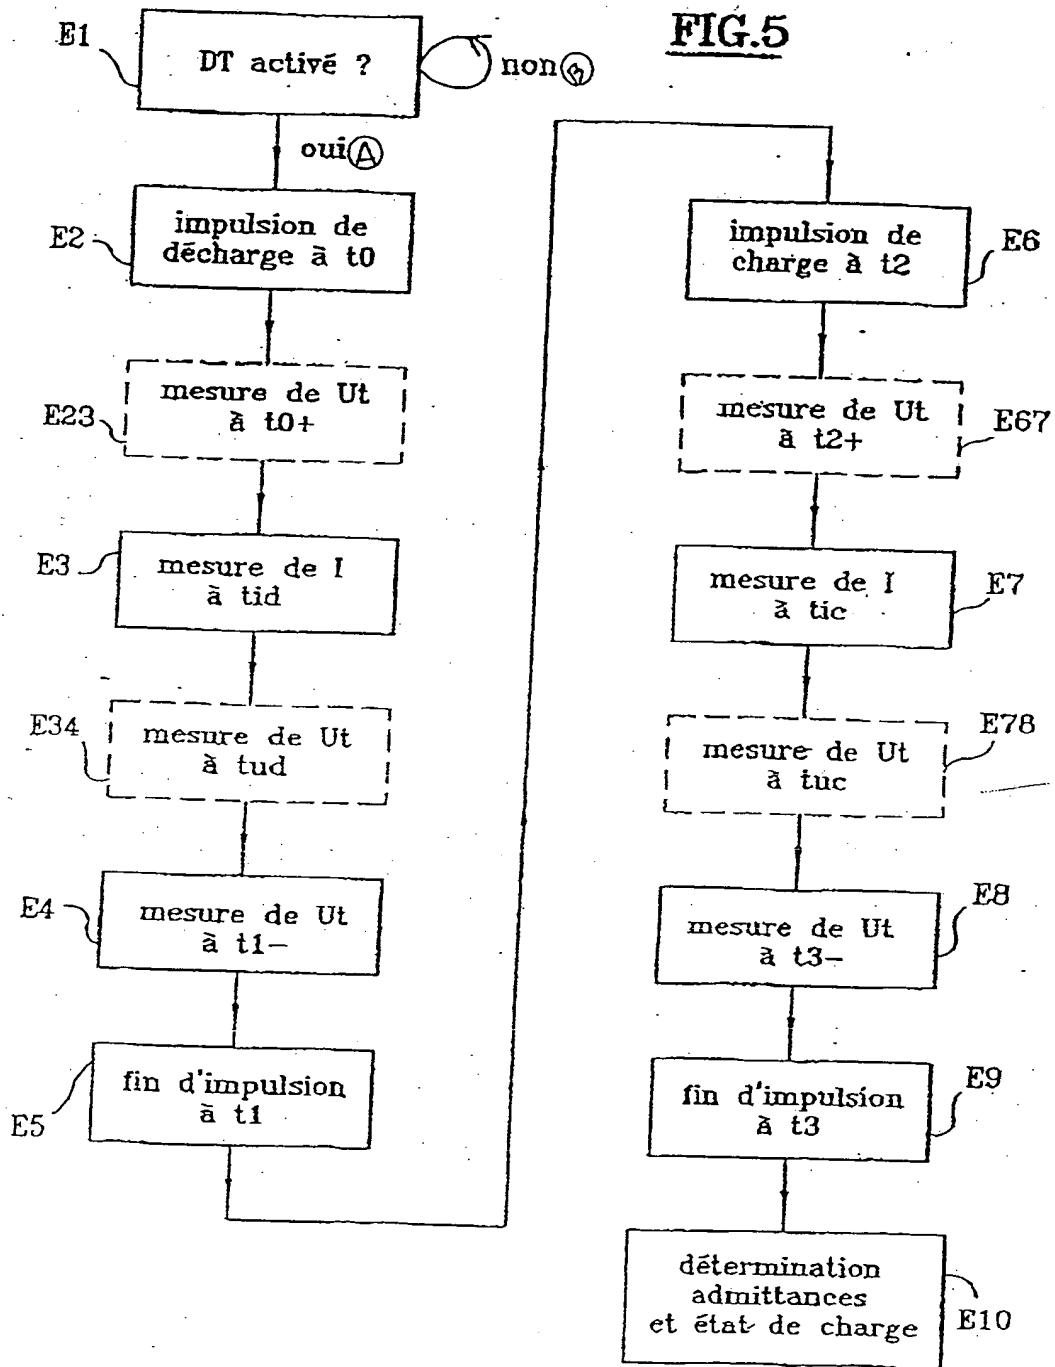 FIG.5
E1
DT activé ?
non Ⓑ
oui Ⓐ
E2
impulsion de
décharge à t0
E23
mesure de Ut
à t0+
E3
mesure de I
à tid
E34
mesure de Ut
à tud
E4
mesure de Ut
à t1-
E5
fin d'impulsion
à t1
impulsion de
charge à t2
E6
mesure de Ut
à t2+
E67
mesure de I
à tic
E7
mesure de Ut
à tuc
E78
mesure de Ut
à t3-
E8
fin d'impulsion
à t3
E9
détermination
admittances
et état de charge
E10